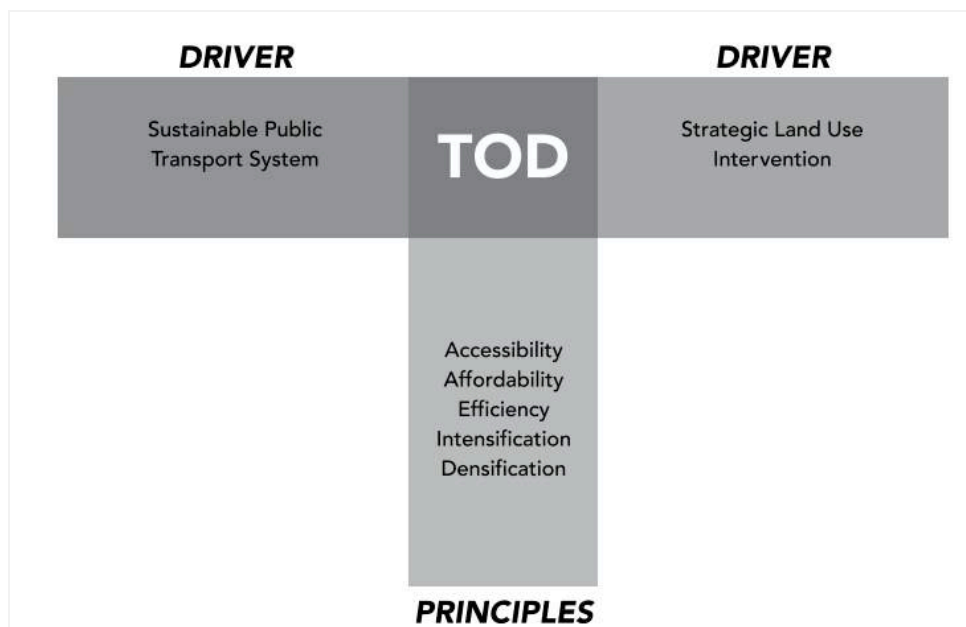 DRIVER
DRIVER
Sustainable Public
Transport System
TOD
Strategic Land Use
Intervention
Accessibility
Affordability
Efficiency
Intensification
Densification
PRINCIPLES